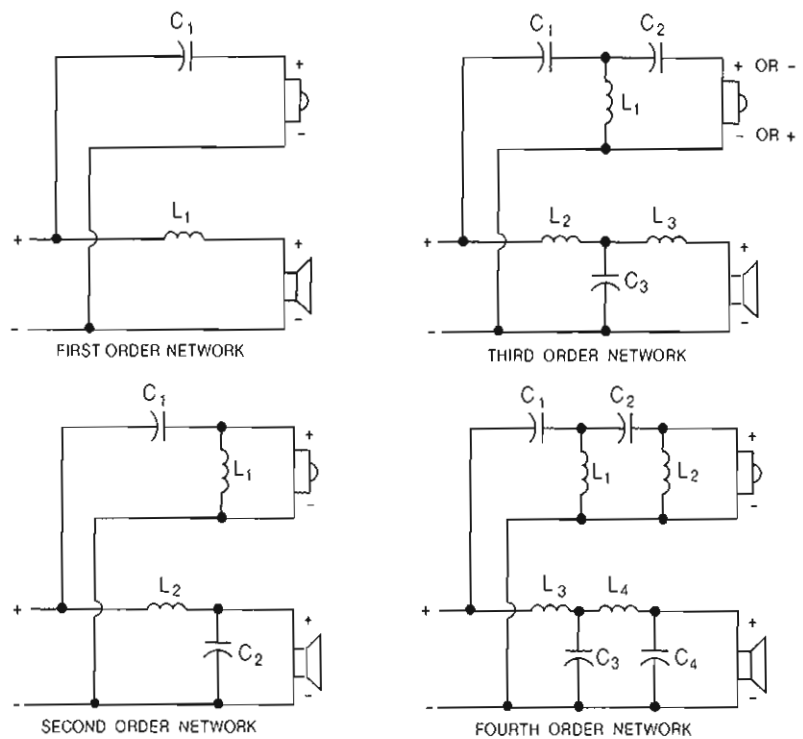 C1
+
-
L1
+
+
-
-
FIRST ORDER NETWORK
C1
C2
+ OR -
L1
- OR +
L2
L3
+
+
C3
-
-
THIRD ORDER NETWORK
C1
+
L1
-
L2
+
+
C2
-
-
SECOND ORDER NETWORK
C1
C2
+
L1
L2
-
L3
L4
+
+
C3
C4
-
-
FOURTH ORDER NETWORK